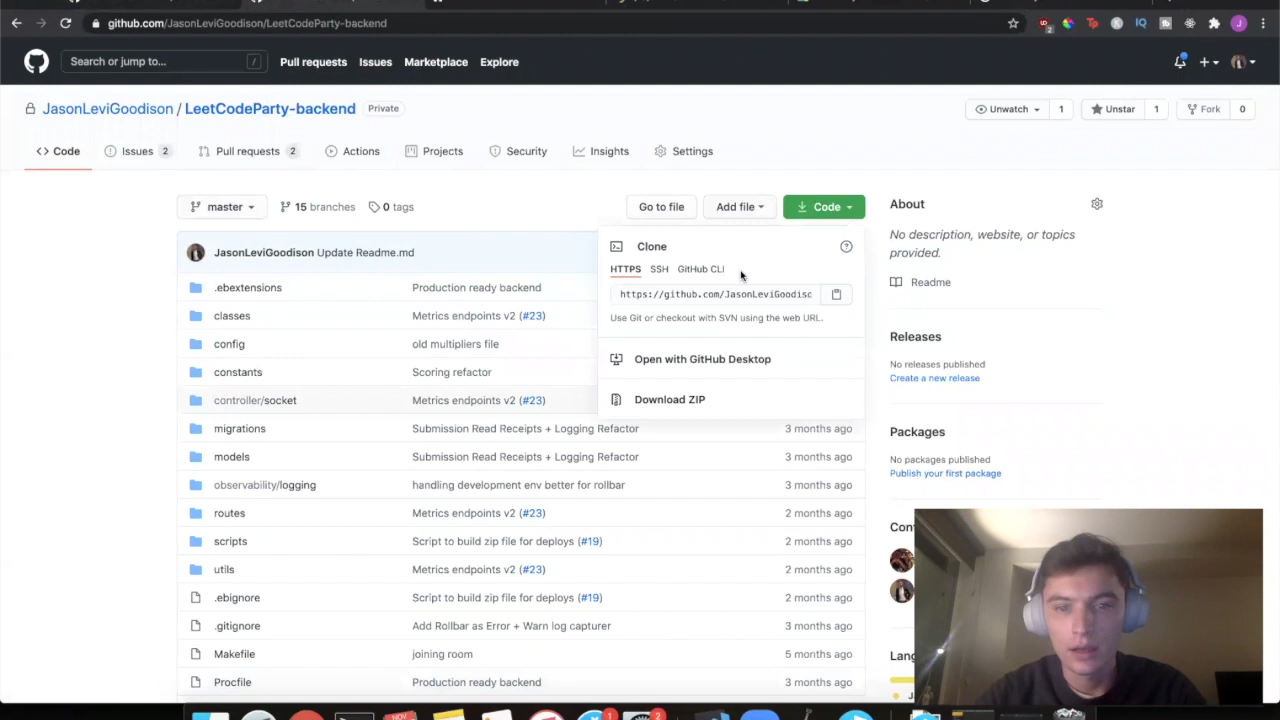 github.com/JasonLeviGoodison/LeetCodeParty-backend
Search or jump to... /
Pull requests Issues Marketplace Explore
JasonLeviGoodison / LeetCodeParty-backend Private
Unwatch 1 Unstar 1 Fork 0
Code Issues 2 Pull requests 2 Actions Projects Security Insights Settings
master 15 branches 0 tags Go to file Add file Code
About
No description, website, or topics
provided.
Readme
Releases
No releases published
Create a new release
Packages
No packages published
Publish your first package
Clone
HTTPS SSH GitHub CLI
https://github.com/JasonLeviGoodisc
Use Git or checkout with SVN using the web URL.
Open with GitHub Desktop
Download ZIP
JasonLeviGoodison Update Readme.md
.ebextensions Production ready backend
classes Metrics endpoints v2 (#23)
config old multipliers file
constants Scoring refactor
controller/socket Metrics endpoints v2 (#23)
migrations Submission Read Receipts + Logging Refactor 3 months ago
models Submission Read Receipts + Logging Refactor 3 months ago
observability/logging handling development env better for rollbar 3 months ago
routes Metrics endpoints v2 (#23) 2 months ago
scripts Script to build zip file for deploys (#19) 2 months ago
utils Metrics endpoints v2 (#23) 2 months ago
.ebignore Script to build zip file for deploys (#19) 2 months ago
.gitignore Add Rollbar as Error + Warn log capturer 3 months ago
Makefile joining room 5 months ago
Procfile Production ready backend 3 months ago